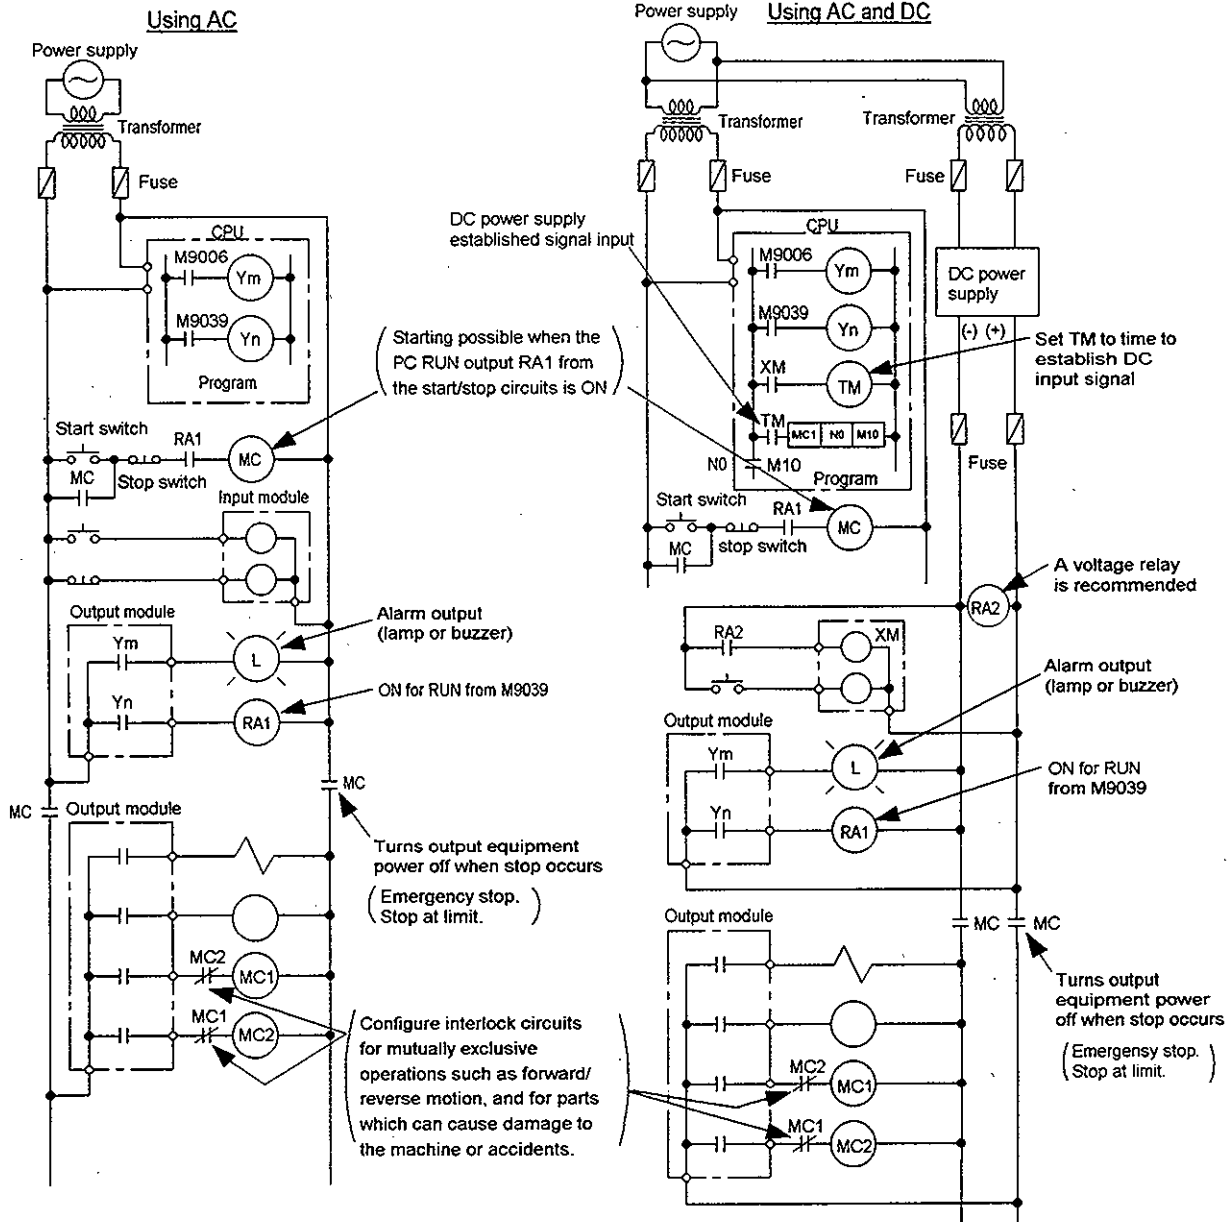 Using AC
Power supply
Transformer
Fuse
CPU
M9006
Ym
M9039
Yn
Program
Start switch
RA1
MC
MC
Stop switch
Input module
Output module
Ym
L
Yn
RA1
Alarm output
(lamp or buzzer)
ON for RUN from M9039
MC
MC
Output module
Turns output equipment
power off when stop occurs
(Emergency stop.
Stop at limit.)
MC2
MC1
MC1
MC2
(Starting possible when the
PC RUN output RA1 from
the start/stop circuits is ON)
(Configure interlock circuits
for mutually exclusive
operations such as forward/
reverse motion, and for parts
which can cause damage to
the machine or accidents.)
Using AC and DC
Power supply
Transformer
Transformer
Fuse
Fuse
DC power supply
established signal input
CPU
M9006
Ym
M9039
Yn
XM
TM
TM
MC1 N0 M10
N0 M10
Program
DC power
supply
(-) (+)
Set TM to time to
establish DC
input signal
Fuse
Start switch
RA1
MC
MC
stop switch
A voltage relay
is recommended
RA2
RA2
XM
Output module
Ym
L
Yn
RA1
Alarm output
(lamp or buzzer)
ON for RUN
from M9039
MC
MC
Output module
Turns output
equipment power
off when stop occurs
(Emergensy stop.
Stop at limit.)
MC2
MC1
MC1
MC2